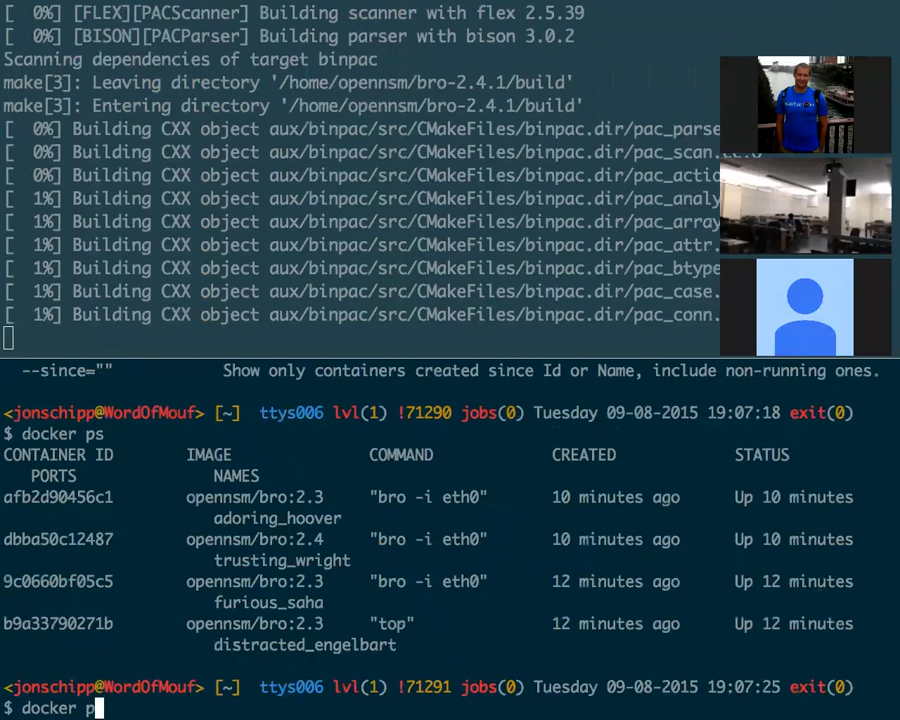 [  0%] [FLEX][PACScanner] Building scanner with flex 2.5.39
[  0%] [BISON][PACParser] Building parser with bison 3.0.2
Scanning dependencies of target binpac
make[3]: Leaving directory '/home/opennsm/bro-2.4.1/build'
make[3]: Entering directory '/home/opennsm/bro-2.4.1/build'
[  0%] Building CXX object aux/binpac/src/CMakeFiles/binpac.dir/pac_parse
[  0%] Building CXX object aux/binpac/src/CMakeFiles/binpac.dir/pac_scan.cc.o
[  0%] Building CXX object aux/binpac/src/CMakeFiles/binpac.dir/pac_actio
[  1%] Building CXX object aux/binpac/src/CMakeFiles/binpac.dir/pac_analy
[  1%] Building CXX object aux/binpac/src/CMakeFiles/binpac.dir/pac_array
[  1%] Building CXX object aux/binpac/src/CMakeFiles/binpac.dir/pac_attr.
[  1%] Building CXX object aux/binpac/src/CMakeFiles/binpac.dir/pac_btype
[  1%] Building CXX object aux/binpac/src/CMakeFiles/binpac.dir/pac_case.
[  1%] Building CXX object aux/binpac/src/CMakeFiles/binpac.dir/pac_conn.
--since="" Show only containers created since Id or Name, include non-running ones.
<jonschipp@WordOfMouf> [~] ttys006 lvl(1) !71290 jobs(0) Tuesday 09-08-2015 19:07:18 exit(0)
$ docker ps
CONTAINER ID IMAGE COMMAND CREATED STATUS
PORTS NAMES
afb2d90456c1 opennsm/bro:2.3 "bro -i eth0" 10 minutes ago Up 10 minutes
adoring_hoover
dbba50c12487 opennsm/bro:2.4 "bro -i eth0" 10 minutes ago Up 10 minutes
trusting_wright
9c0660bf05c5 opennsm/bro:2.3 "bro -i eth0" 12 minutes ago Up 12 minutes
furious_saha
b9a33790271b opennsm/bro:2.3 "top" 12 minutes ago Up 12 minutes
distracted_engelbart
<jonschipp@WordOfMouf> [~] ttys006 lvl(1) !71291 jobs(0) Tuesday 09-08-2015 19:07:25 exit(0)
$ docker p